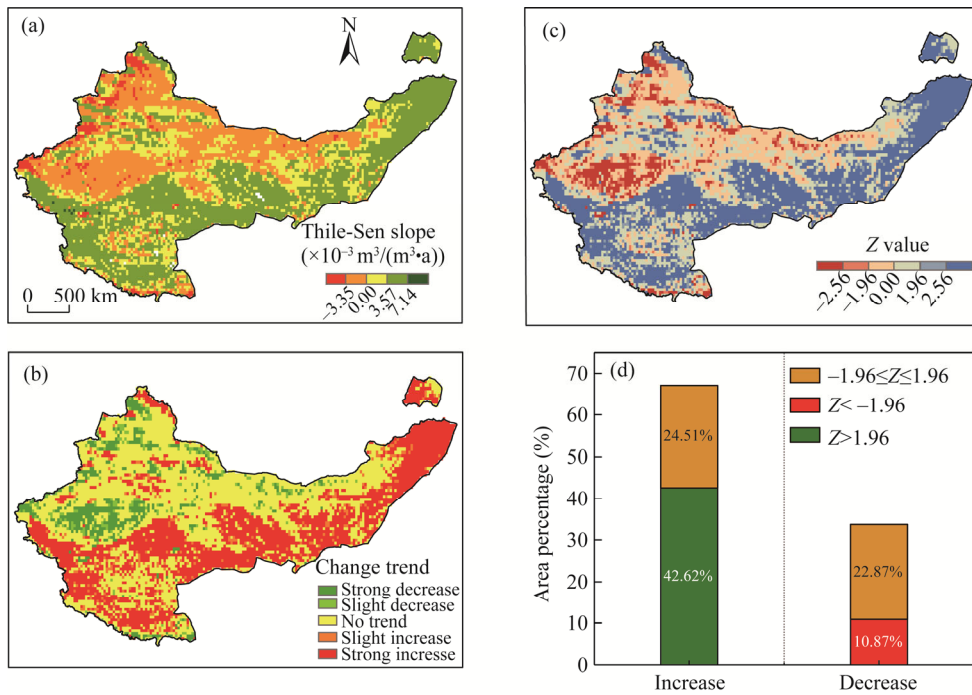 (a)
N
Thile-Sen slope
(×10⁻³ m³/(m³•a))
−3.35 0.00 3.57 7.14
0 500 km
(c)
Z value
−2.56 −1.96 0.00 1.96 2.56
(b)
Change trend
Strong decrease
Slight decrease
No trend
Slight increase
Strong incresse
(d)
Area percentage (%)
70
60
50
40
30
20
10
0
−1.96≤Z≤1.96
Z< −1.96
Z>1.96
24.51%
42.62%
22.87%
10.87%
Increase Decrease